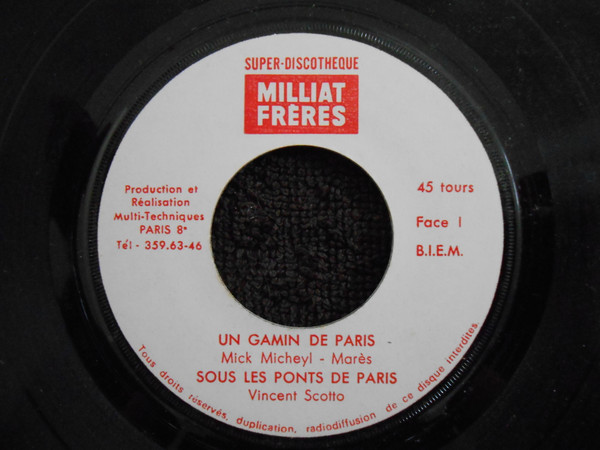 SUPER-DISCOTHEQUE
MILLIAT
FRÈRES
Production et
Réalisation
Multi-Techniques
PARIS 8e
Tél - 359.63-46
45 tours
Face I
B.I.E.M.
UN GAMIN DE PARIS -
Mick Micheyl - Marès
SOUS LES PONTS DE PARIS
Vincent Scotto
Tous droits réservés, duplication, radiodiffusion de ce disque interdites